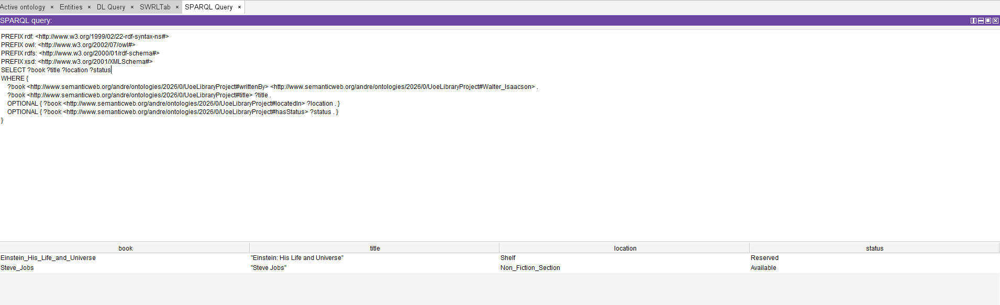 Active ontology × Entities × DL Query × SWRLTab × SPARQL Query ×
SPARQL query:
PREFIX rdf: <http://www.w3.org/1999/02/22-rdf-syntax-ns#>
PREFIX owl: <http://www.w3.org/2002/07/owl#>
PREFIX rdfs: <http://www.w3.org/2000/01/rdf-schema#>
PREFIX xsd: <http://www.w3.org/2001/XMLSchema#>
SELECT ?book ?title ?location ?status
WHERE {
?book <http://www.semanticweb.org/andre/ontologies/2026/0/UoeLibraryProject#writtenBy> <http://www.semanticweb.org/andre/ontologies/2026/0/UoeLibraryProject#Walter_Isaacson> .
?book <http://www.semanticweb.org/andre/ontologies/2026/0/UoeLibraryProject#title> ?title .
OPTIONAL { ?book <http://www.semanticweb.org/andre/ontologies/2026/0/UoeLibraryProject#locatedIn> ?location . }
OPTIONAL { ?book <http://www.semanticweb.org/andre/ontologies/2026/0/UoeLibraryProject#hasStatus> ?status . }
}
book title location status
Einstein_His_Life_and_Universe "Einstein: His Life and Universe" Shelf Reserved
Steve_Jobs "Steve Jobs" Non_Fiction_Section Available